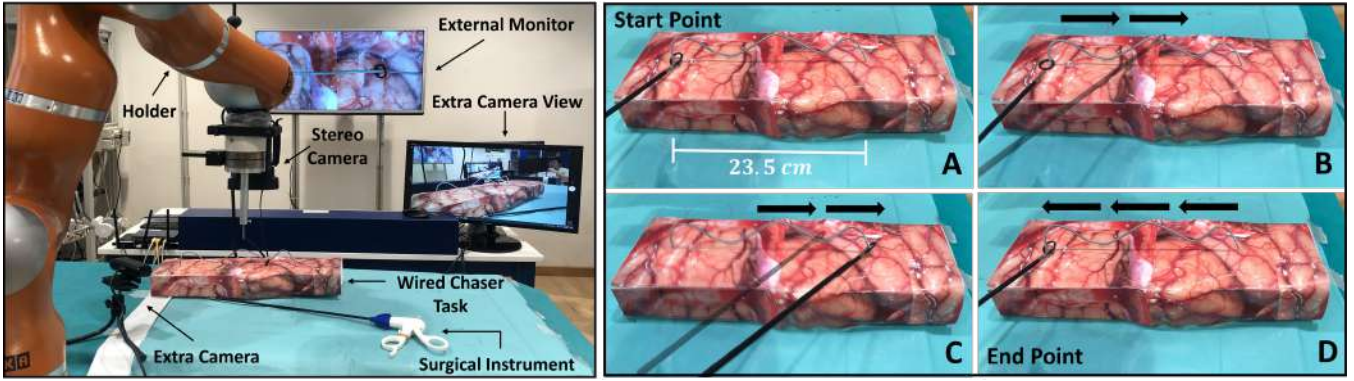 External Monitor
Holder
Extra Camera View
Stereo
Camera
Wired Chaser
Task
Extra Camera
Surgical Instrument
Start Point
A
23.5 cm
B
C
End Point
D